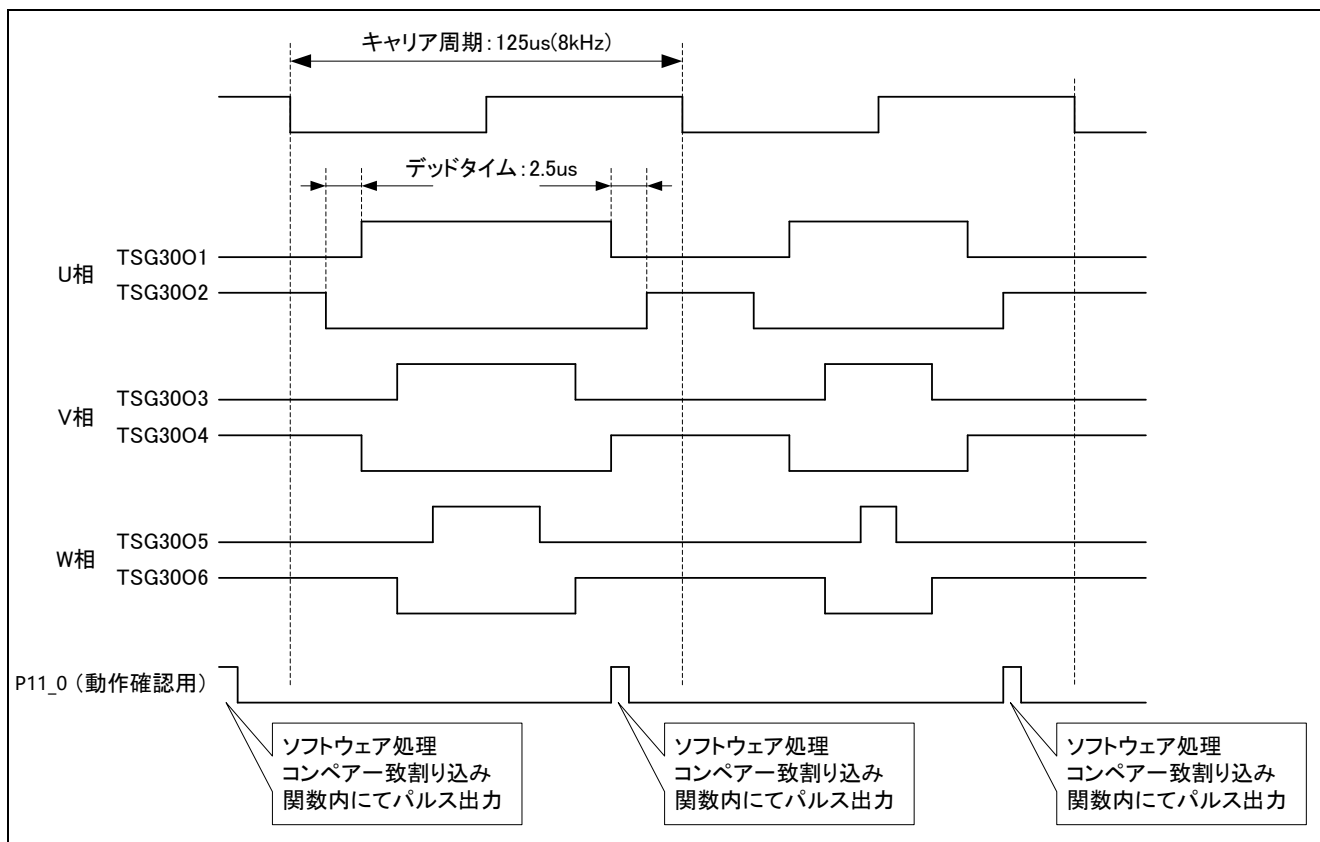 キャリア周期:125us(8kHz)
デッドタイム:2.5us
U相
TSG30O1
TSG30O2
V相
TSG30O3
TSG30O4
W相
TSG30O5
TSG30O6
P11_0(動作確認用)
ソフトウェア処理
コンペアー致割り込み
関数内にてパルス出力
ソフトウェア処理
コンペアー致割り込み
関数内にてパルス出力
ソフトウェア処理
コンペアー致割り込み
関数内にてパルス出力